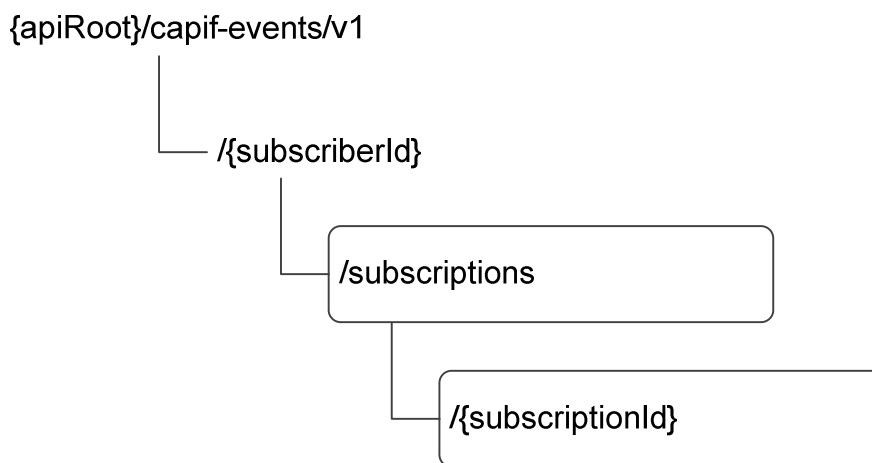 {apiRoot}/capif-events/v1
/{subscriberId}
/subscriptions
/{subscriptionId}